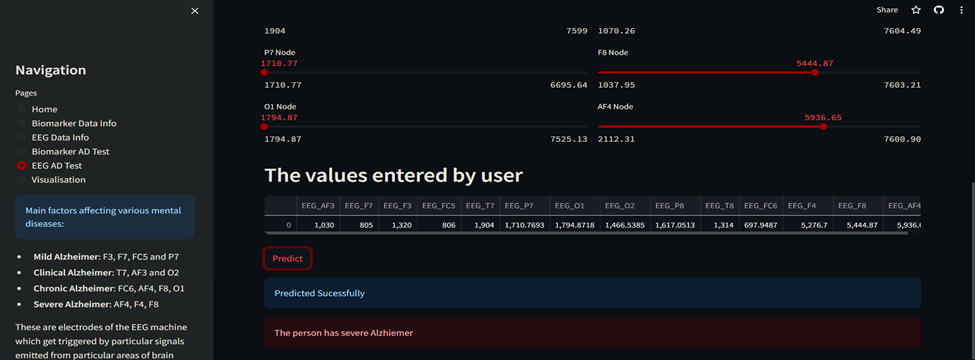 Share
Navigation
Pages
Home
Biomarker Data Info
EEG Data Info
Biomarker AD Test
EEG AD Test
Visualisation
Main factors affecting various mental
diseases:
Mild Alzheimer: F3, F7, FC5 and P7
Clinical Alzheimer: T7, AF3 and O2
Chronic Alzheimer: FC6, AF4, F8, O1
Severe Alzheimer: AF4, F4, F8
These are electrodes of the EEG machine
which get triggered by particular signals
emitted from particular areas of brain
1904 7599 1070.26 7604.49
P7 Node F8 Node
1710.77 5444.87
1710.77 6695.64 1037.95 7603.21
O1 Node AF4 Node
1794.87 5936.65
1794.87 7525.13 2112.31 7600.90
The values entered by user
EEG_AF3 EEG_F7 EEG_F3 EEG_FC5 EEG_T7 EEG_P7 EEG_O1 EEG_O2 EEG_P8 EEG_T8 EEG_FC6 EEG_F4 EEG_F8 EEG_AF4
0 1,030 805 1,320 806 1,904 1,710.7693 1,794.8718 1,466.5385 1,617.0513 1,314 697.9487 5,276.7 5,444.87 5,936.6
Predict
Predicted Sucessfully
The person has severe Alzhiemer